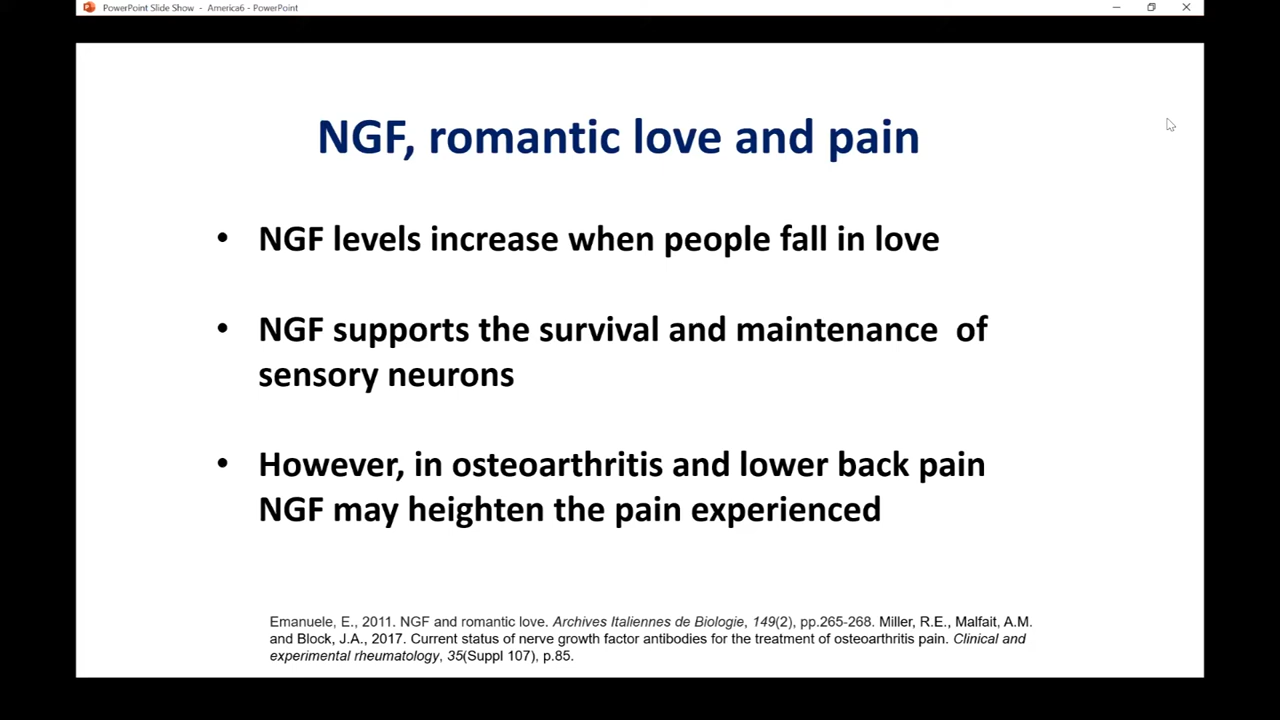 PowerPoint Slide Show - America6 - PowerPoint
NGF, romantic love and pain
• NGF levels increase when people fall in love
• NGF supports the survival and maintenance of
sensory neurons
• However, in osteoarthritis and lower back pain
NGF may heighten the pain experienced
Emanuele, E., 2011. NGF and romantic love. Archives Italiennes de Biologie, 149(2), pp.265-268. Miller, R.E., Malfait, A.M.
and Block, J.A., 2017. Current status of nerve growth factor antibodies for the treatment of osteoarthritis pain. Clinical and
experimental rheumatology, 35(Suppl 107), p.85.